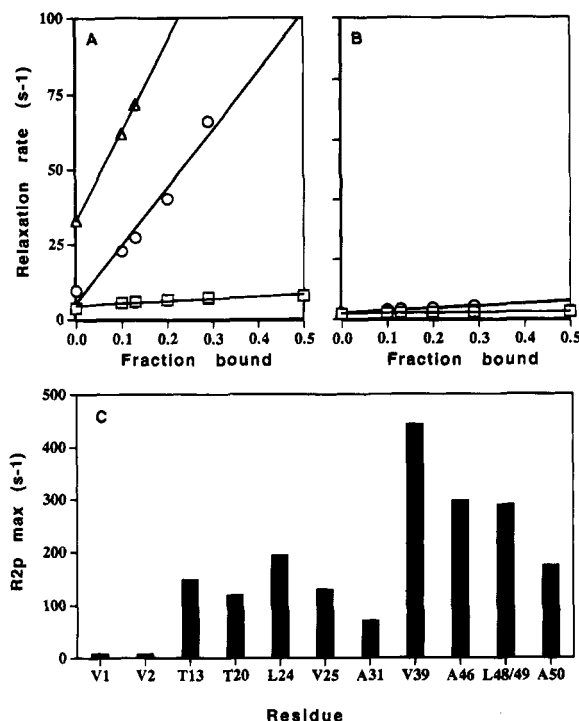 A
B
100
75
50
25
0
Relaxation rate (s-1)
0.0 0.1 0.2 0.3 0.4 0.5
0.0 0.1 0.2 0.3 0.4 0.5
Fraction bound
Fraction bound
C
500
400
300
200
100
0
R2p max (s-1)
V1 V2 T13 T20 L24 V25 A31 V39 A46 L48/49 A50
Residue